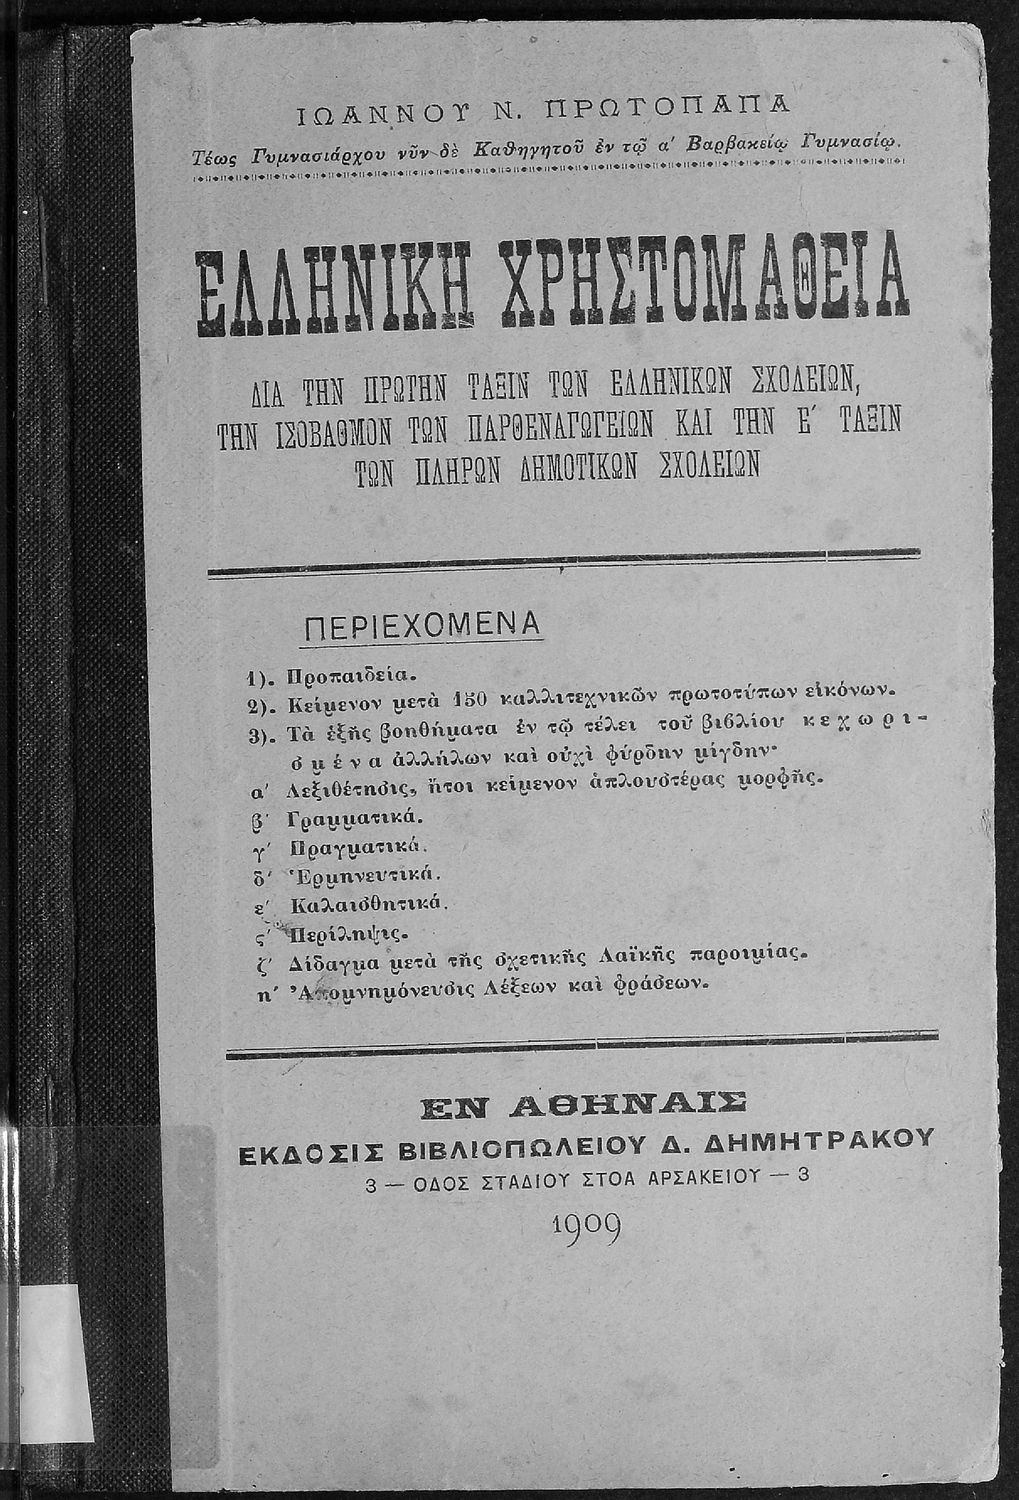 ΙΩΑΝΝΟΥ Ν. ΠΡΩΤΟΠΑΠΑ
Τέως Γυμνασιάρχου νῦν δὲ Καθηγητοῦ ἐν τῷ α′ Βαρβακείῳ Γυμνασίῳ.
ΕΛΛΗΝΙΚΗ ΧΡΗΣΤΟΜΑΘΕΙΑ
ΔΙΑ ΤΗΝ ΠΡΩΤΗΝ ΤΑΞΙΝ ΤΩΝ ΕΛΛΗΝΙΚΩΝ ΣΧΟΛΕΙΩΝ,
ΤΗΝ ΙΣΟΒΑΘΜΟΝ ΤΩΝ ΠΑΡΘΕΝΑΓΩΓΕΙΩΝ ΚΑΙ ΤΗΝ Ε′ ΤΑΞΙΝ
ΤΩΝ ΠΛΗΡΩΝ ΔΗΜΟΤΙΚΩΝ ΣΧΟΛΕΙΩΝ
ΠΕΡΙΕΧΟΜΕΝΑ
1). Προπαιδεία.
2). Κείμενον μετὰ 150 καλλιτεχνικῶν πρωτοτύπων εἰκόνων.
3). Τὰ ἑξῆς βοηθήματα ἐν τῷ τέλει τοῦ βιβλίου κεχωρι-
σμένα ἀλλήλων καὶ οὐχὶ φύρδην μίγδην·
α′ Λεξιθέτησις, ἤτοι κείμενον ἁπλουστέρας μορφῆς.
β′ Γραμματικά.
γ′ Πραγματικά.
δ′ Ἑρμηνευτικά.
ε′ Καλαισθητικά.
ς′ Περίληψις.
ζ′ Δίδαγμα μετὰ τῆς σχετικῆς Λαϊκῆς παροιμίας.
η′ Ἀπομνημόνευσις Λέξεων καὶ φράσεων.
ΕΝ ΑΘΗΝΑΙΣ
ΕΚΔΟΣΙΣ ΒΙΒΛΙΟΠΩΛΕΙΟΥ Δ. ΔΗΜΗΤΡΑΚΟΥ
3 — ΟΔΟΣ ΣΤΑΔΙΟΥ ΣΤΟΑ ΑΡΣΑΚΕΙΟΥ — 3
1909